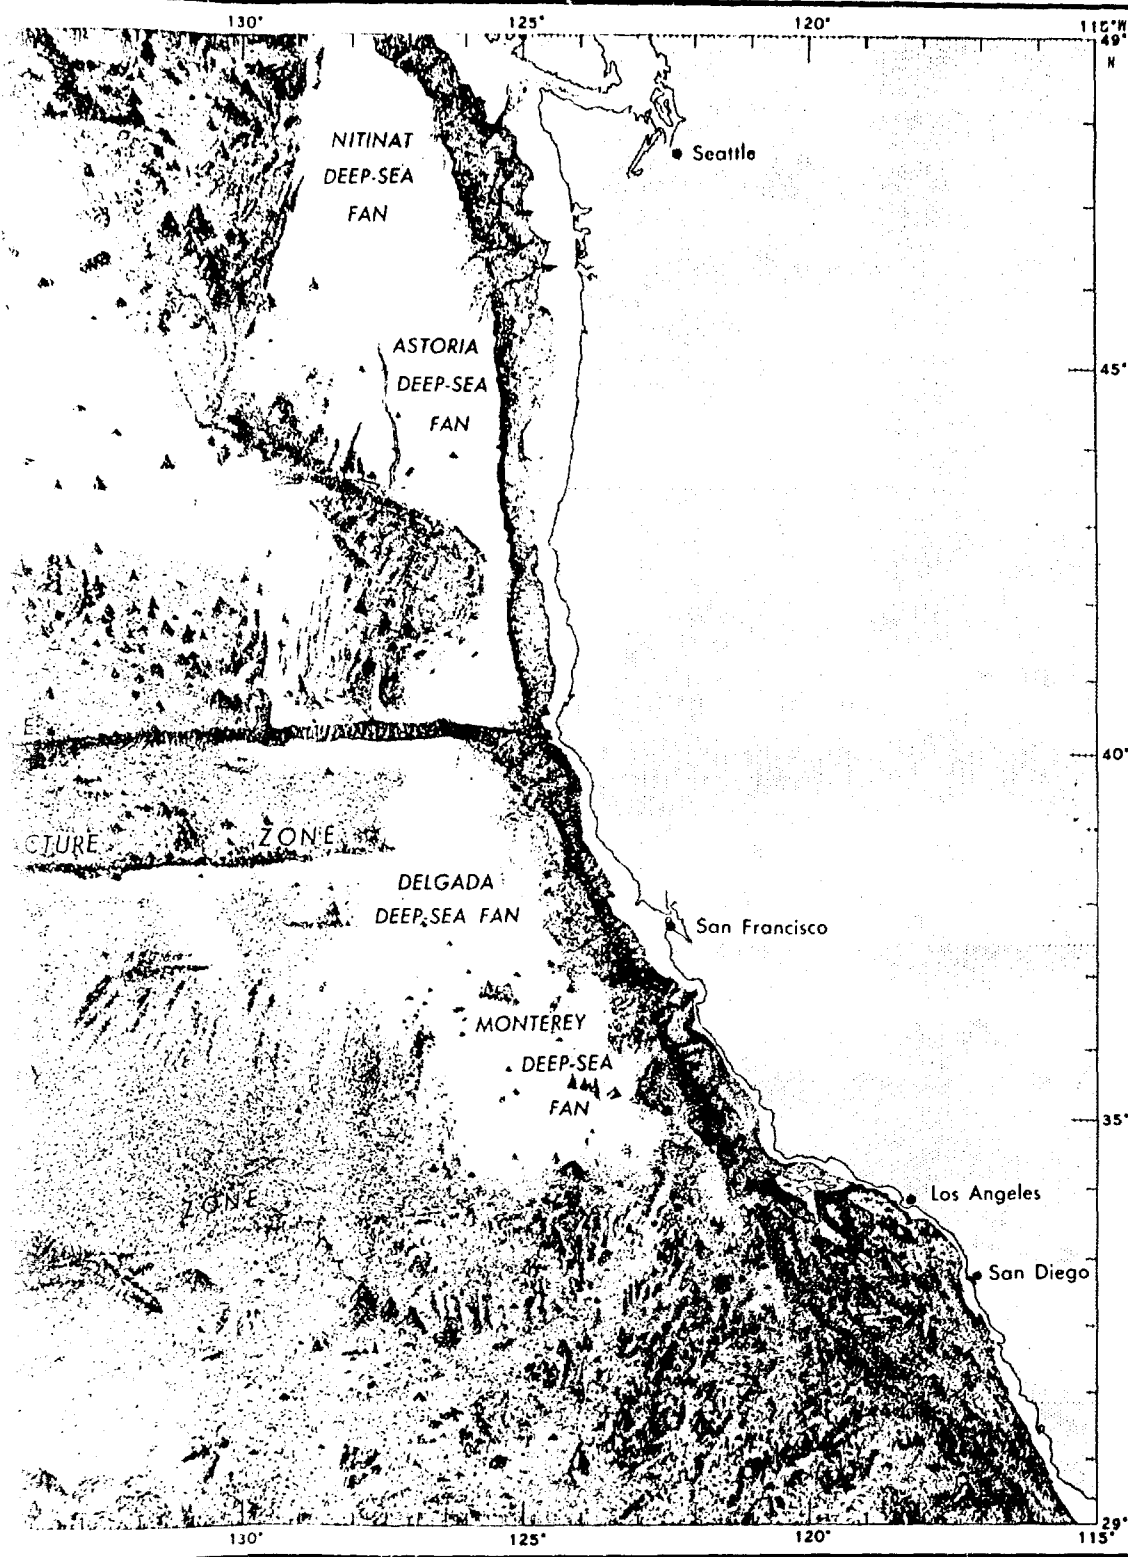 130°
125°
120°
115°W
49°
N
NITINAT
DEEP-SEA
FAN
Seattle
ASTORIA
DEEP-SEA
FAN
45°
E
40°
CTURE ZONE
DELGADA
DEEP-SEA FAN
San Francisco
MONTEREY
DEEP-SEA
FAN
35°
ZONE
Los Angeles
San Diego
130°
125°
120°
115°
29°